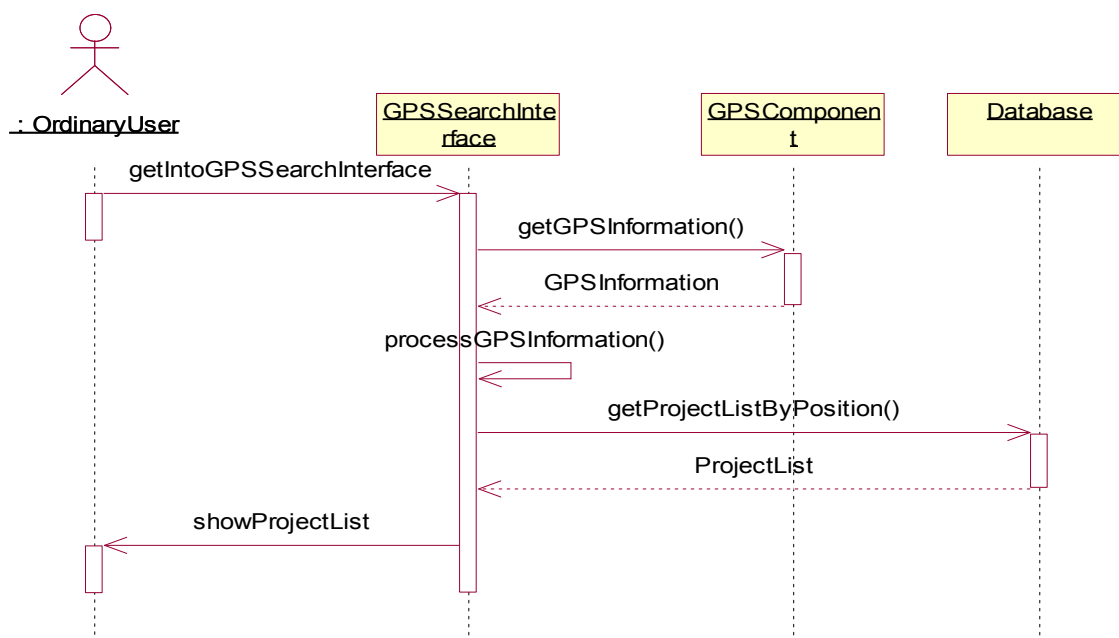 : OrdinaryUser
GPSSearchInte
rface
GPSComponen
t
Database
getIntoGPSSearchInterface
getGPSInformation()
GPSInformation
processGPSInformation()
getProjectListByPosition()
ProjectList
showProjectList